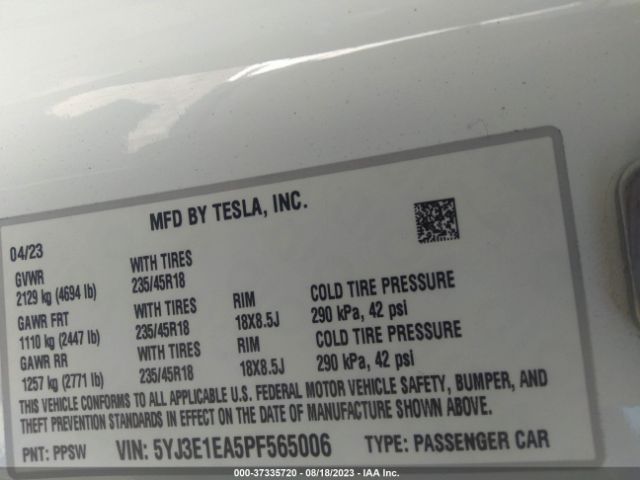 MFD BY TESLA, INC.
04/23
GVWR
2129 kg (4694 lb)
WITH TIRES
235/45R18
GAWR FRT
1110 kg (2447 lb)
WITH TIRES
235/45R18
RIM
18X8.5J
COLD TIRE PRESSURE
290 kPa, 42 psi
GAWR RR
1257 kg (2771 lb)
WITH TIRES
235/45R18
RIM
18X8.5J
COLD TIRE PRESSURE
290 kPa, 42 psi
THIS VEHICLE CONFORMS TO ALL APPLICABLE U.S. FEDERAL MOTOR VEHICLE SAFETY, BUMPER, AND
THEFT PREVENTION STANDARDS IN EFFECT ON THE DATE OF MANUFACTURE SHOWN ABOVE.
PNT: PPSW VIN: 5YJ3E1EA5PF565006 TYPE: PASSENGER CAR
000-37335720 - 08/18/2023 - IAA Inc.